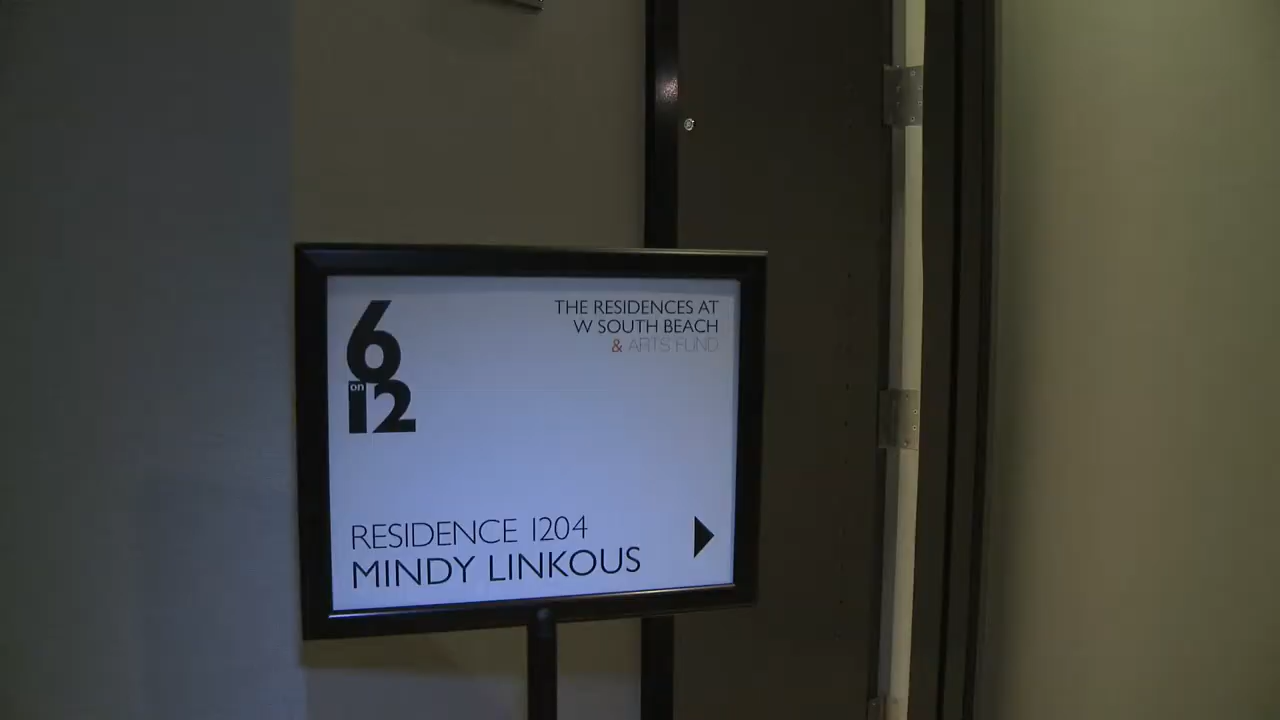 6
on
12
THE RESIDENCES AT
W SOUTH BEACH
& ARTS FUND
RESIDENCE 1204
MINDY LINKOUS